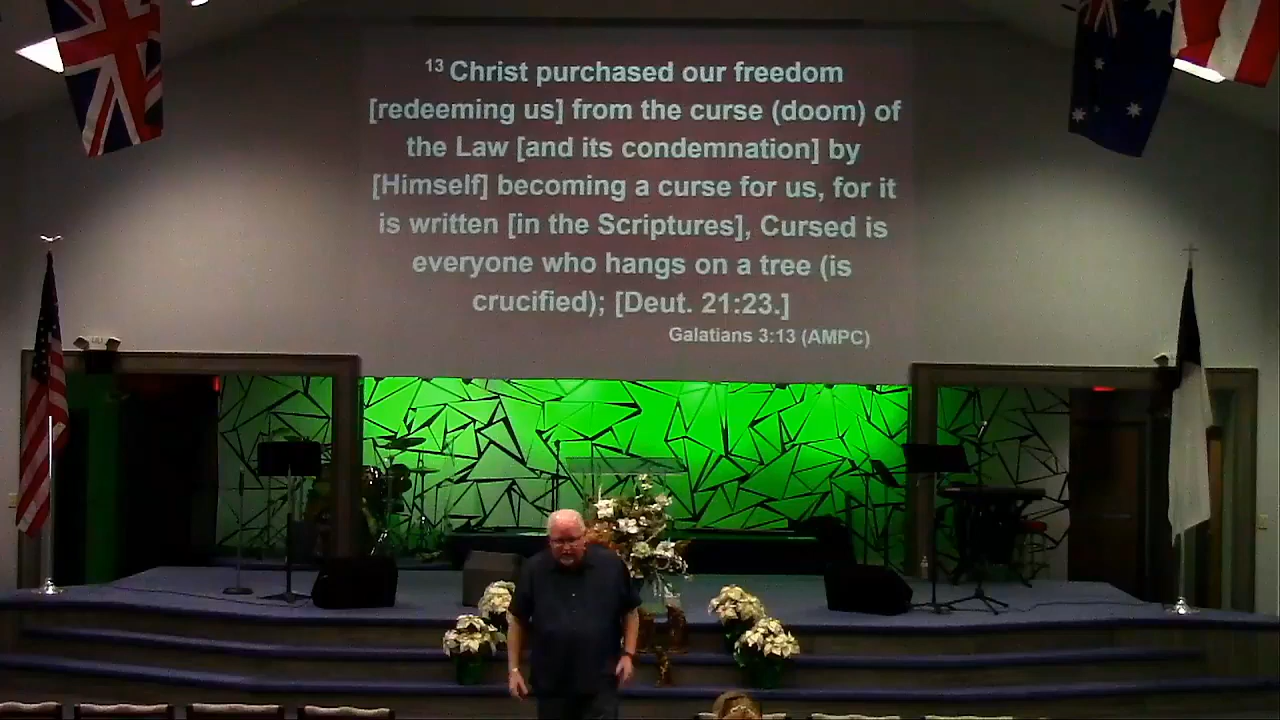 13 Christ purchased our freedom
[redeeming us] from the curse (doom) of
the Law [and its condemnation] by
[Himself] becoming a curse for us, for it
is written [in the Scriptures], Cursed is
everyone who hangs on a tree (is
crucified); [Deut. 21:23.]
Galatians 3:13 (AMPC)